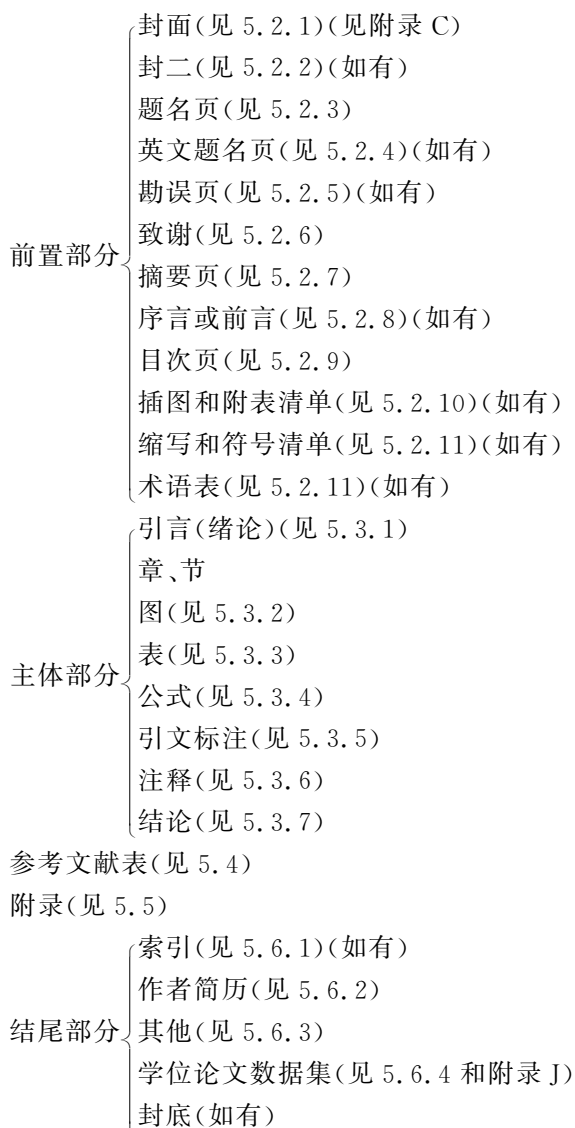 前置部分
封面(见 5.2.1)(见附录 C)
封二(见 5.2.2)(如有)
题名页(见 5.2.3)
英文题名页(见 5.2.4)(如有)
勘误页(见 5.2.5)(如有)
致谢(见 5.2.6)
摘要页(见 5.2.7)
序言或前言(见 5.2.8)(如有)
目次页(见 5.2.9)
插图和附表清单(见 5.2.10)(如有)
缩写和符号清单(见 5.2.11)(如有)
术语表(见 5.2.11)(如有)
主体部分
引言(绪论)(见 5.3.1)
章、节
图(见 5.3.2)
表(见 5.3.3)
公式(见 5.3.4)
引文标注(见 5.3.5)
注释(见 5.3.6)
结论(见 5.3.7)
参考文献表(见 5.4)
附录(见 5.5)
结尾部分
索引(见 5.6.1)(如有)
作者简历(见 5.6.2)
其他(见 5.6.3)
学位论文数据集(见 5.6.4 和附录 J)
封底(如有)